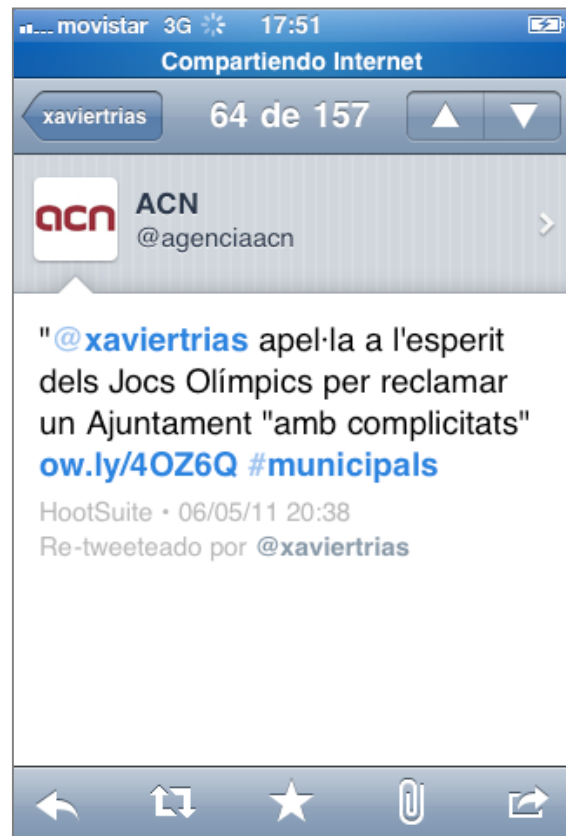 movistar 3G 17:51
Compartiendo Internet
xaviertrias 64 de 157
acn
ACN
@agenciaacn
"@xaviertrias apel·la a l'esperit
dels Jocs Olímpics per reclamar
un Ajuntament "amb complicitats"
ow.ly/4OZ6Q #municipals
HootSuite • 06/05/11 20:38
Re-tweeteado por @xaviertrias